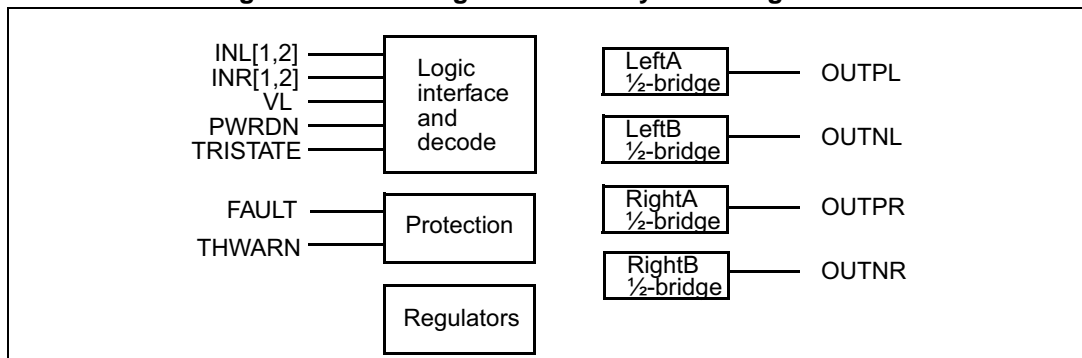 INL[1,2]
INR[1,2]
VL
PWRDN
TRISTATE
Logic
interface
and
decode
FAULT
THWARN
Protection
Regulators
LeftA
½-bridge
OUTPL
LeftB
½-bridge
OUTNL
RightA
½-bridge
OUTPR
RightB
½-bridge
OUTNR